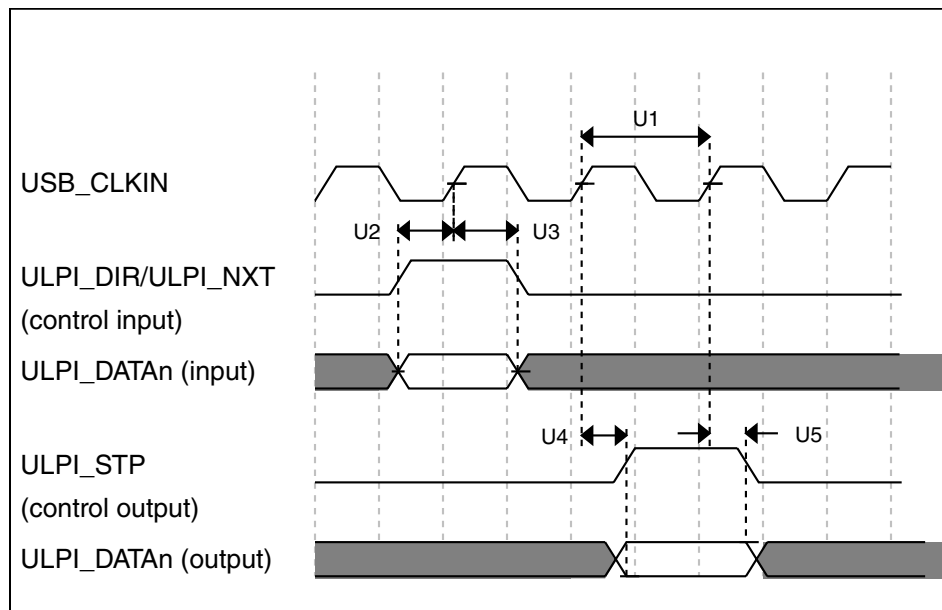 U1
USB_CLKIN
U2
U3
ULPI_DIR/ULPI_NXT
(control input)
ULPI_DATAn (input)
U4
U5
ULPI_STP
(control output)
ULPI_DATAn (output)